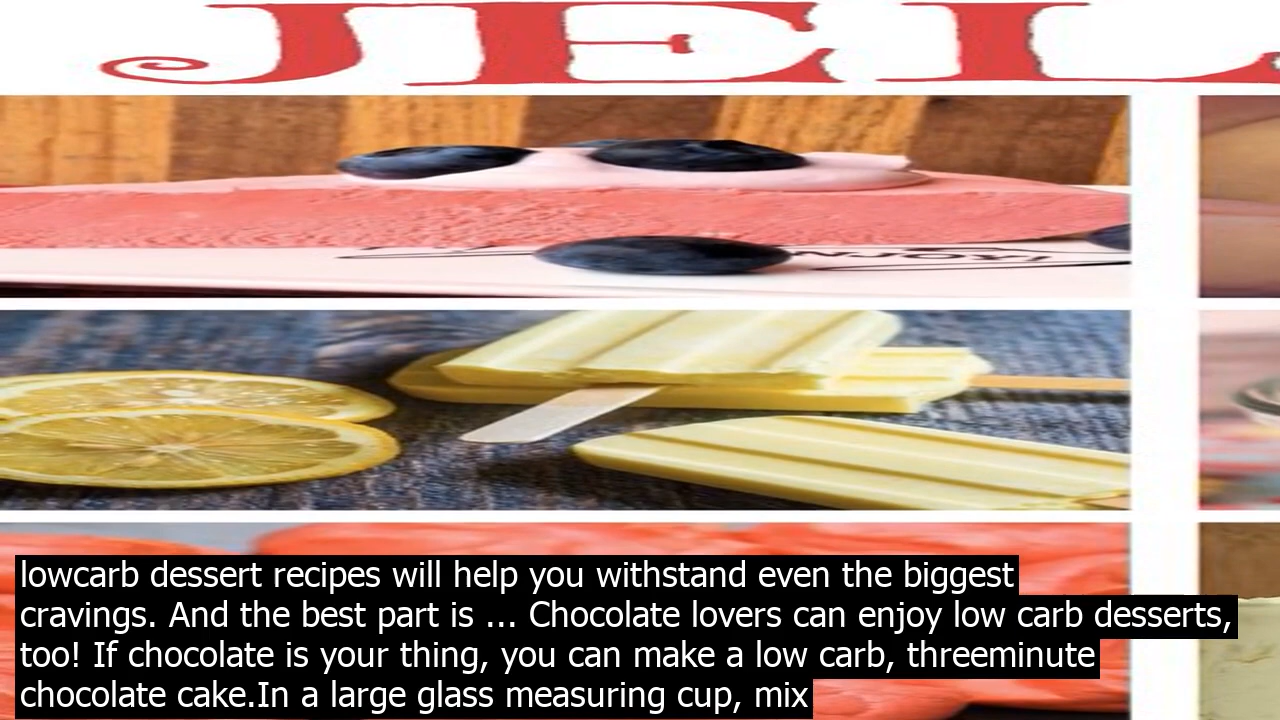 JEL
ENJOY!
lowcarb dessert recipes will help you withstand even the biggest
cravings. And the best part is ... Chocolate lovers can enjoy low carb desserts,
too! If chocolate is your thing, you can make a low carb, threeminute
chocolate cake.In a large glass measuring cup, mix